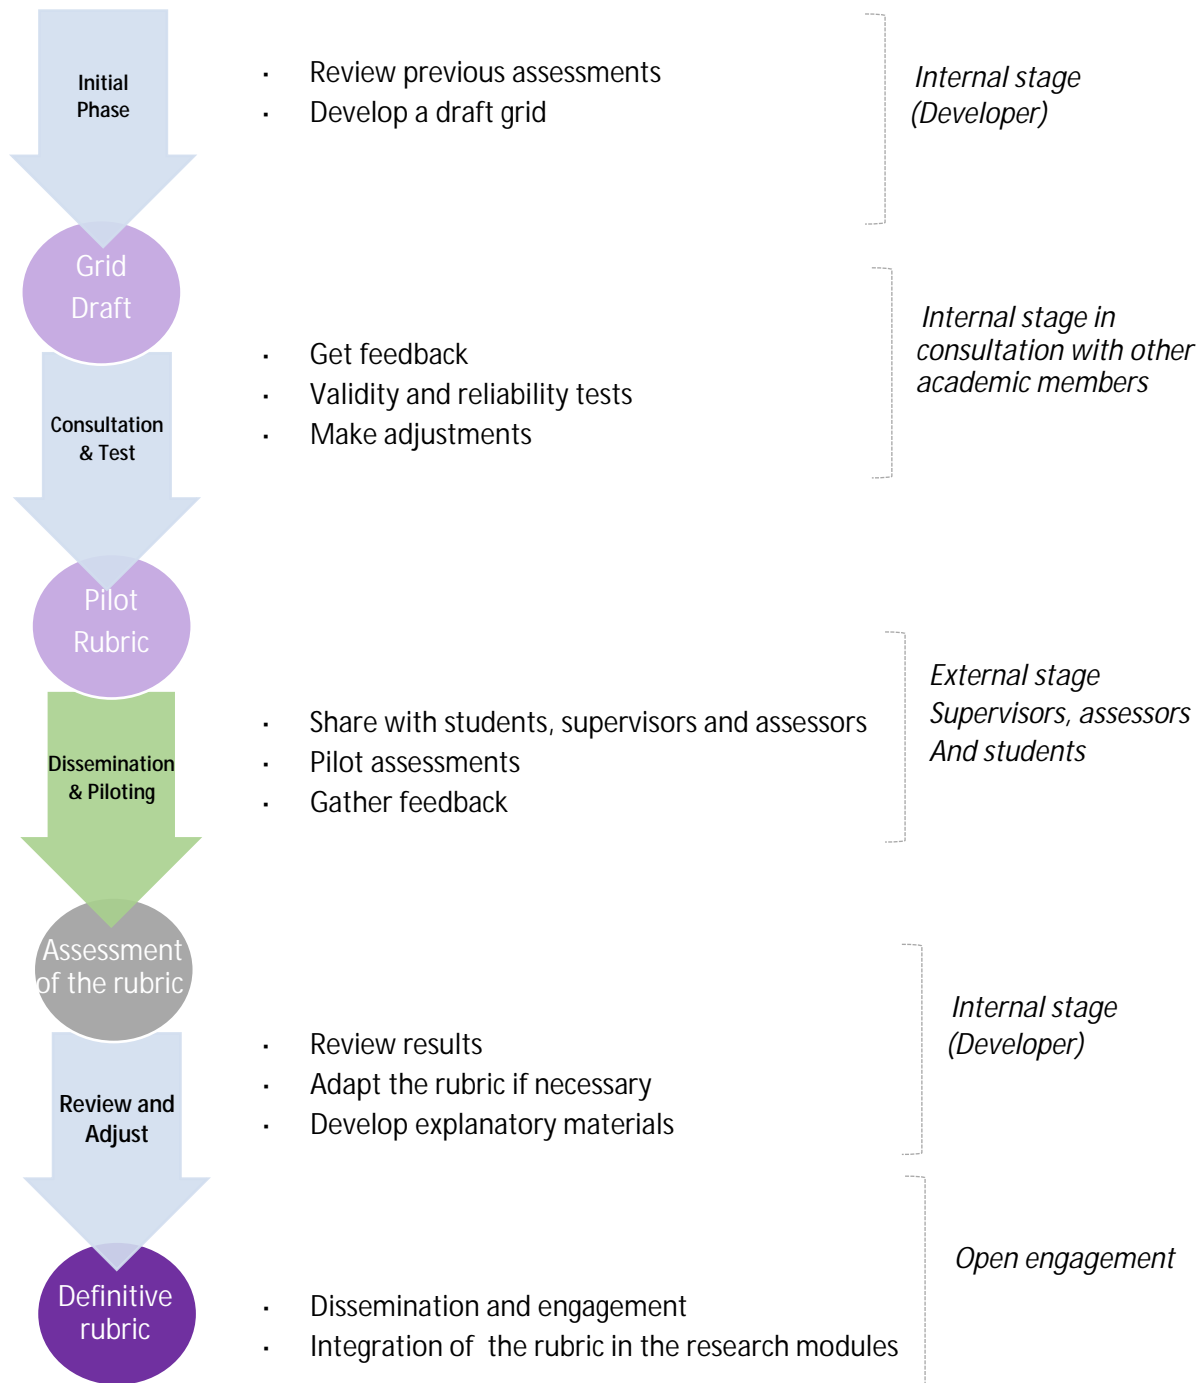 Initial
Phase
· Review previous assessments
· Develop a draft grid
Internal stage
(Developer)
Grid
Draft
Internal stage in
consultation with other
academic members
· Get feedback
· Validity and reliability tests
· Make adjustments
Consultation
& Test
Pilot
Rubric
External stage
Supervisors, assessors
And students
· Share with students, supervisors and assessors
· Pilot assessments
· Gather feedback
Dissemination
& Piloting
Assessment
of the rubric
Internal stage
(Developer)
· Review results
· Adapt the rubric if necessary
· Develop explanatory materials
Review and
Adjust
Open engagement
Definitive
rubric
· Dissemination and engagement
· Integration of the rubric in the research modules